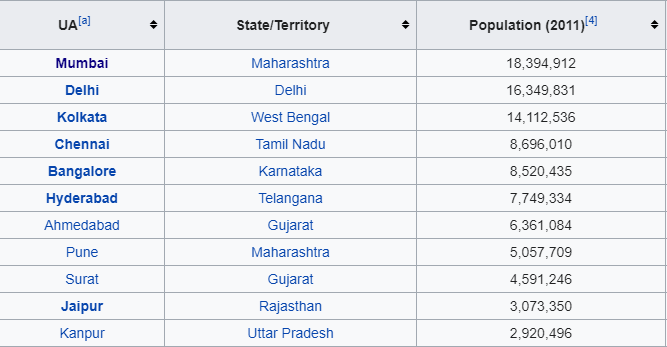 UA[a] State/Territory Population (2011)[4]
Mumbai Maharashtra 18,394,912
Delhi Delhi 16,349,831
Kolkata West Bengal 14,112,536
Chennai Tamil Nadu 8,696,010
Bangalore Karnataka 8,520,435
Hyderabad Telangana 7,749,334
Ahmedabad Gujarat 6,361,084
Pune Maharashtra 5,057,709
Surat Gujarat 4,591,246
Jaipur Rajasthan 3,073,350
Kanpur Uttar Pradesh 2,920,496